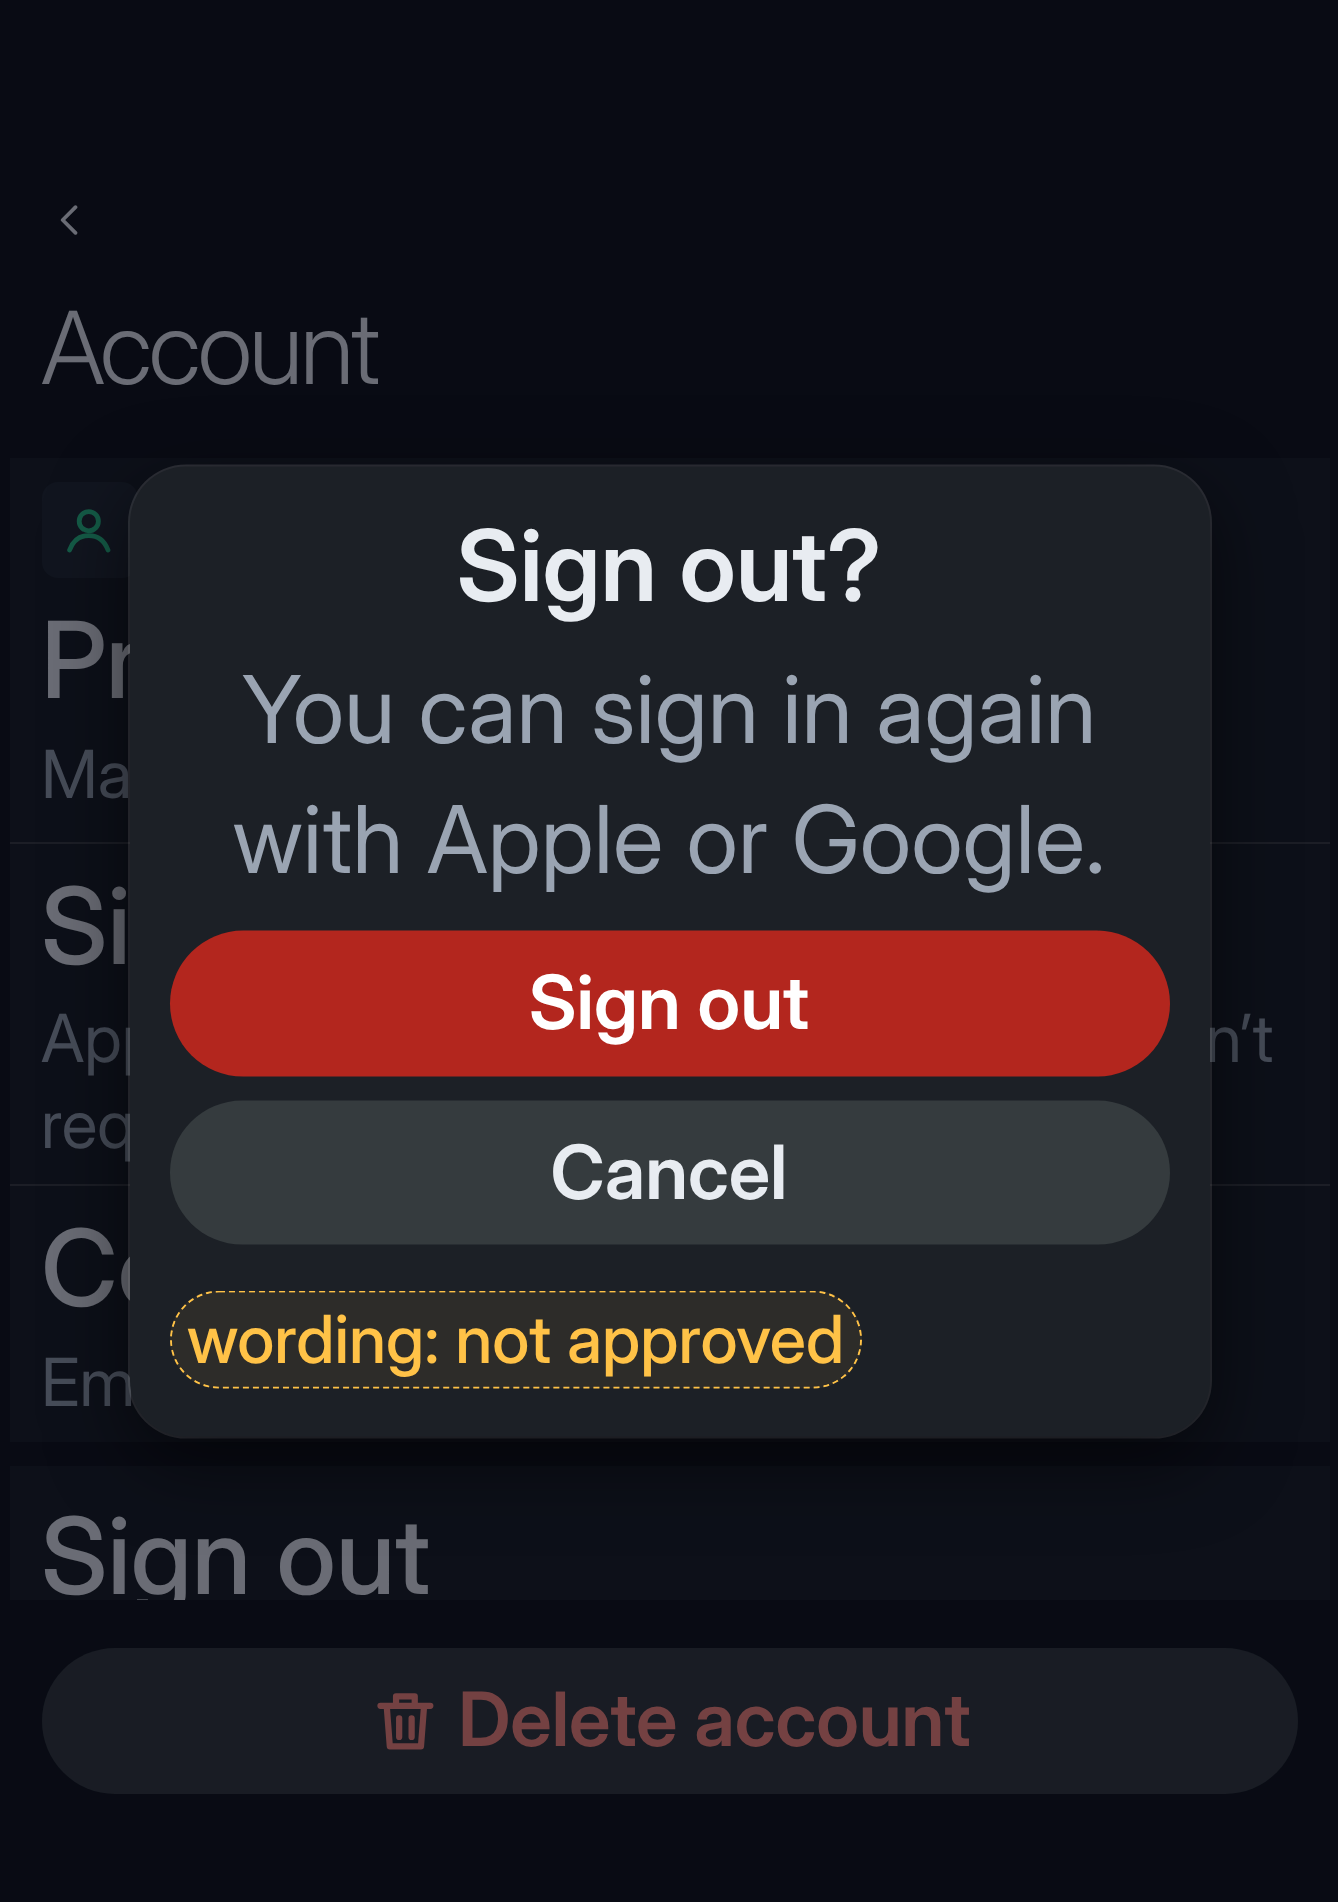 Account
Sign out?
You can sign in again
with Apple or Google.
Sign out
Cancel
wording: not approved
Sign out
Delete account